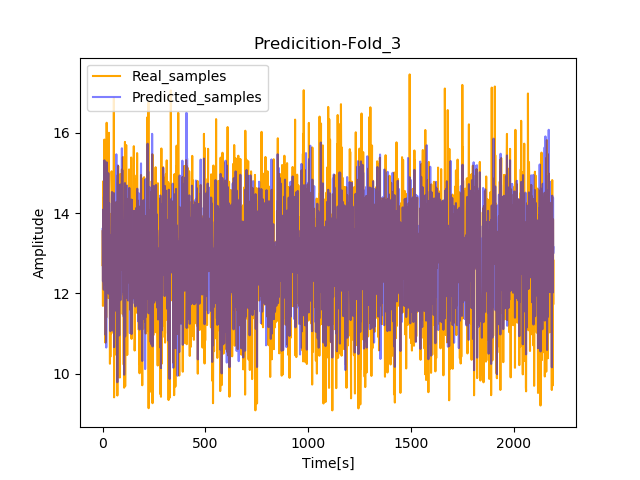 Predicition-Fold_3
Real_samples
Predicted_samples
16
14
12
10
Amplitude
0
500
1000
1500
2000
Time[s]